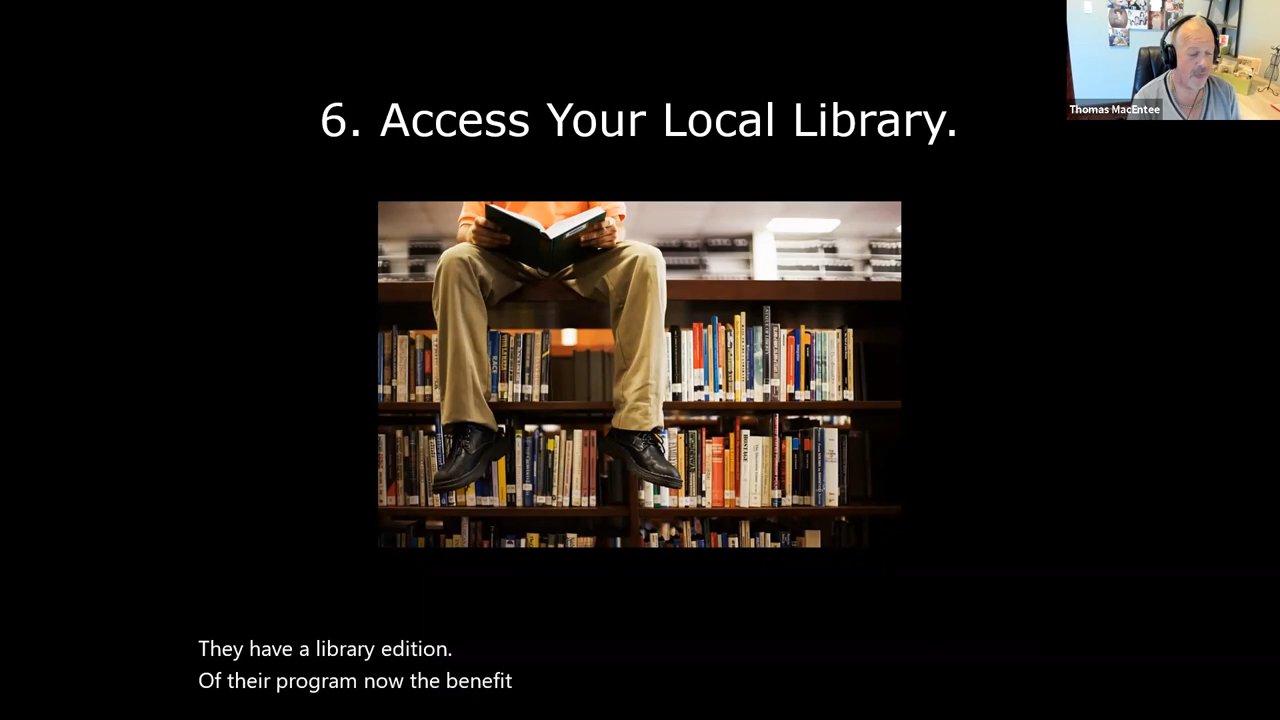 6. Access Your Local Library.
Thomas MacEntee
They have a library edition.
Of their program now the benefit